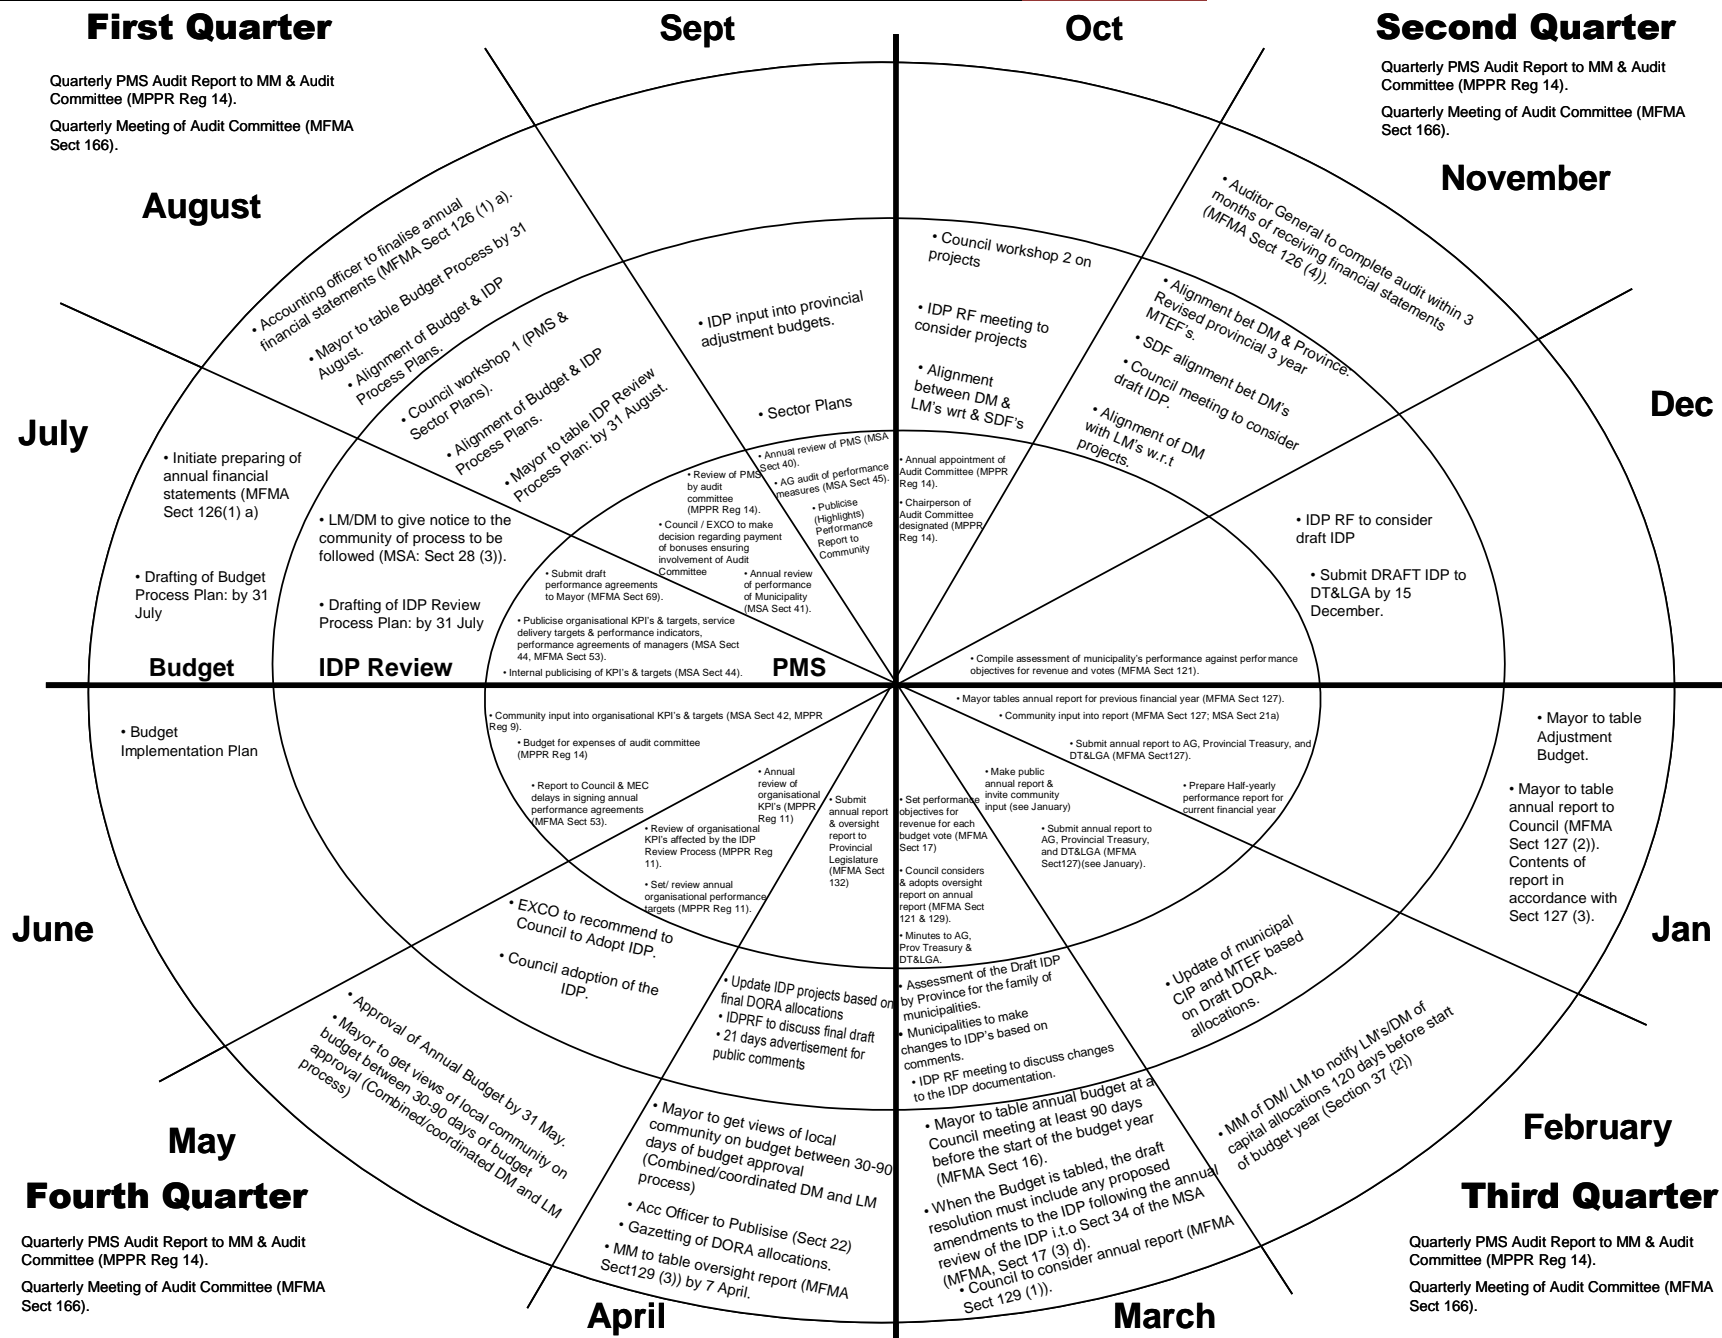 First Quarter
Quarterly PMS Audit Report to MM & Audit
Committee (MPPR Reg 14).
Quarterly Meeting of Audit Committee (MFMA
Sect 166).
Sept
Oct
Second Quarter
Quarterly PMS Audit Report to MM & Audit
Committee (MPPR Reg 14).
Quarterly Meeting of Audit Committee (MFMA
Sect 166).
August
November
July
Dec
• Accounting officer to finalise annual
financial statements (MFMA Sect 126 (1) a).
• Mayor to table Budget Process by 31
August.
• Alignment of Budget & IDP
Process Plans.
• Council workshop 1 (PMS &
Sector Plans).
• Alignment of Budget & IDP
Process Plans.
• Mayor to table IDP Review
Process Plan: by 31 August.
• Review of PMS
by audit
committee
(MPPR Reg 14).
• Council / EXCO to make
decision regarding payment
of bonuses ensuring
involvement of Audit
Committee
• Annual review
of performance
of Municipality
(MSA Sect 41).
• IDP input into provincial
adjustment budgets.
• Sector Plans
• Annual review of PMS (MSA
Sect 40).
• AG audit of performance
measures (MSA Sect 45).
• Publicise
(Highlights)
Performance
Report to
Community
• Council workshop 2 on
projects
• IDP RF meeting to
consider projects
• Alignment
between DM &
LM's wrt & SDF's
• Annual appointment of
Audit Committee (MPPR
Reg 14).
• Chairperson of
Audit Committee
designated (MPPR
Reg 14).
• Auditor General to complete audit within 3
months of receiving financial statements
(MFMA Sect 126 (4)).
• Alignment bet DM & Province.
Revised provincial 3 year
MTEF's.
• SDF alignment bet DM's
• Council meeting to consider
draft IDP.
• Alignment of DM
with LM's w.r.t
projects.
• IDP RF to consider
draft IDP
• Submit DRAFT IDP to
DT&LGA by 15
December.
• Compile assessment of municipality's performance against performance
objectives for revenue and votes (MFMA Sect 121).
• Initiate preparing of
annual financial
statements (MFMA
Sect 126(1) a)
• Drafting of Budget
Process Plan: by 31
July
• LM/DM to give notice to the
community of process to be
followed (MSA: Sect 28 (3)).
• Drafting of IDP Review
Process Plan: by 31 July
• Submit draft
performance agreements
to Mayor (MFMA Sect 69).
• Publicise organisational KPI's & targets, service
delivery targets & performance indicators,
performance agreements of managers (MSA Sect
44, MFMA Sect 53).
• Internal publicising of KPI's & targets (MSA Sect 44).
Budget
IDP Review
PMS
• Budget
Implementation Plan
• Community input into organisational KPI's & targets (MSA Sect 42, MPPR
Reg 9).
• Budget for expenses of audit committee
(MPPR Reg 14)
• Report to Council & MEC
delays in signing annual
performance agreements
(MFMA Sect 53).
• Annual
review of
organisational
KPI's (MPPR
Reg 11)
• Review of organisational
KPI's affected by the IDP
Review Process (MPPR Reg
11).
• Set/ review annual
organisational performance
targets (MPPR Reg 11).
• Submit
annual report
& oversight
report to
Provincial
Legislature
(MFMA Sect
132)
• Set performance
objectives for
revenue for each
budget vote (MFMA
Sect 17)
• Council considers
& adopts oversight
report on annual
report (MFMA Sect
121 & 129).
• Minutes to AG,
Prov Treasury &
DT&LGA.
• Mayor tables annual report for previous financial year (MFMA Sect 127).
• Community input into report (MFMA Sect 127; MSA Sect 21a)
• Submit annual report to AG, Provincial Treasury, and
DT&LGA (MFMA Sect127).
• Prepare Half-yearly
performance report for
current financial year
• Make public
annual report &
invite community
input (see January)
• Submit annual report to
AG, Provincial Treasury,
and DT&LGA (MFMA
Sect127)(see January).
• Mayor to table
Adjustment
Budget.
• Mayor to table
annual report to
Council (MFMA
Sect 127 (2)).
Contents of
report in
accordance with
Sect 127 (3).
June
Jan
• EXCO to recommend to
Council to Adopt IDP.
• Council adoption of the
IDP.
• Approval of Annual Budget by 31 May.
• Mayor to get views of local community on
budget between 30-90 days of budget
approval (Combined/coordinated DM and LM
process)
• Update IDP projects based on
final DORA allocations
• IDPRF to discuss final draft
• 21 days advertisement for
public comments
• Mayor to get views of local
community on budget between 30-90
days of budget approval
(Combined/coordinated DM and LM
process)
• Acc Officer to Publisise (Sect 22)
• Gazetting of DORA allocations.
• MM to table oversight report (MFMA
Sect129 (3)) by 7 April.
• Assessment of the Draft IDP
by Province for the family of
municipalities.
• Municipalities to make
changes to IDP's based on
comments.
• IDP RF meeting to discuss changes
to the IDP documentation.
• Mayor to table annual budget at a
Council meeting at least 90 days
before the start of the budget year
(MFMA Sect 16).
• When the Budget is tabled, the draft
resolution must include any proposed
amendments to the IDP following the annual
review of the IDP i.t.o Sect 34 of the MSA
(MFMA, Sect 17 (3) d).
• Council to consider annual report (MFMA
Sect 129 (1)).
• Update of municipal
CIP and MTEF based
on Draft DORA.
allocations.
• MM of DM/ LM to notify LM's/DM of
capital allocations 120 days before start
of budget year (Section 37 {2})
May
February
Fourth Quarter
Quarterly PMS Audit Report to MM & Audit
Committee (MPPR Reg 14).
Quarterly Meeting of Audit Committee (MFMA
Sect 166).
April
March
Third Quarter
Quarterly PMS Audit Report to MM & Audit
Committee (MPPR Reg 14).
Quarterly Meeting of Audit Committee (MFMA
Sect 166).